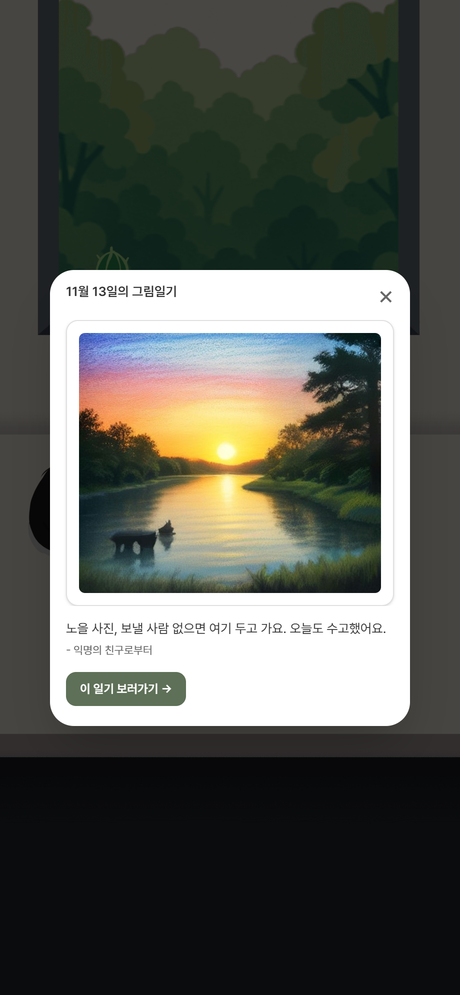 11월 13일의 그림일기
노을 사진, 보낼 사람 없으면 여기 두고 가요. 오늘도 수고했어요.
- 익명의 친구로부터
이 일기 보러가기 →